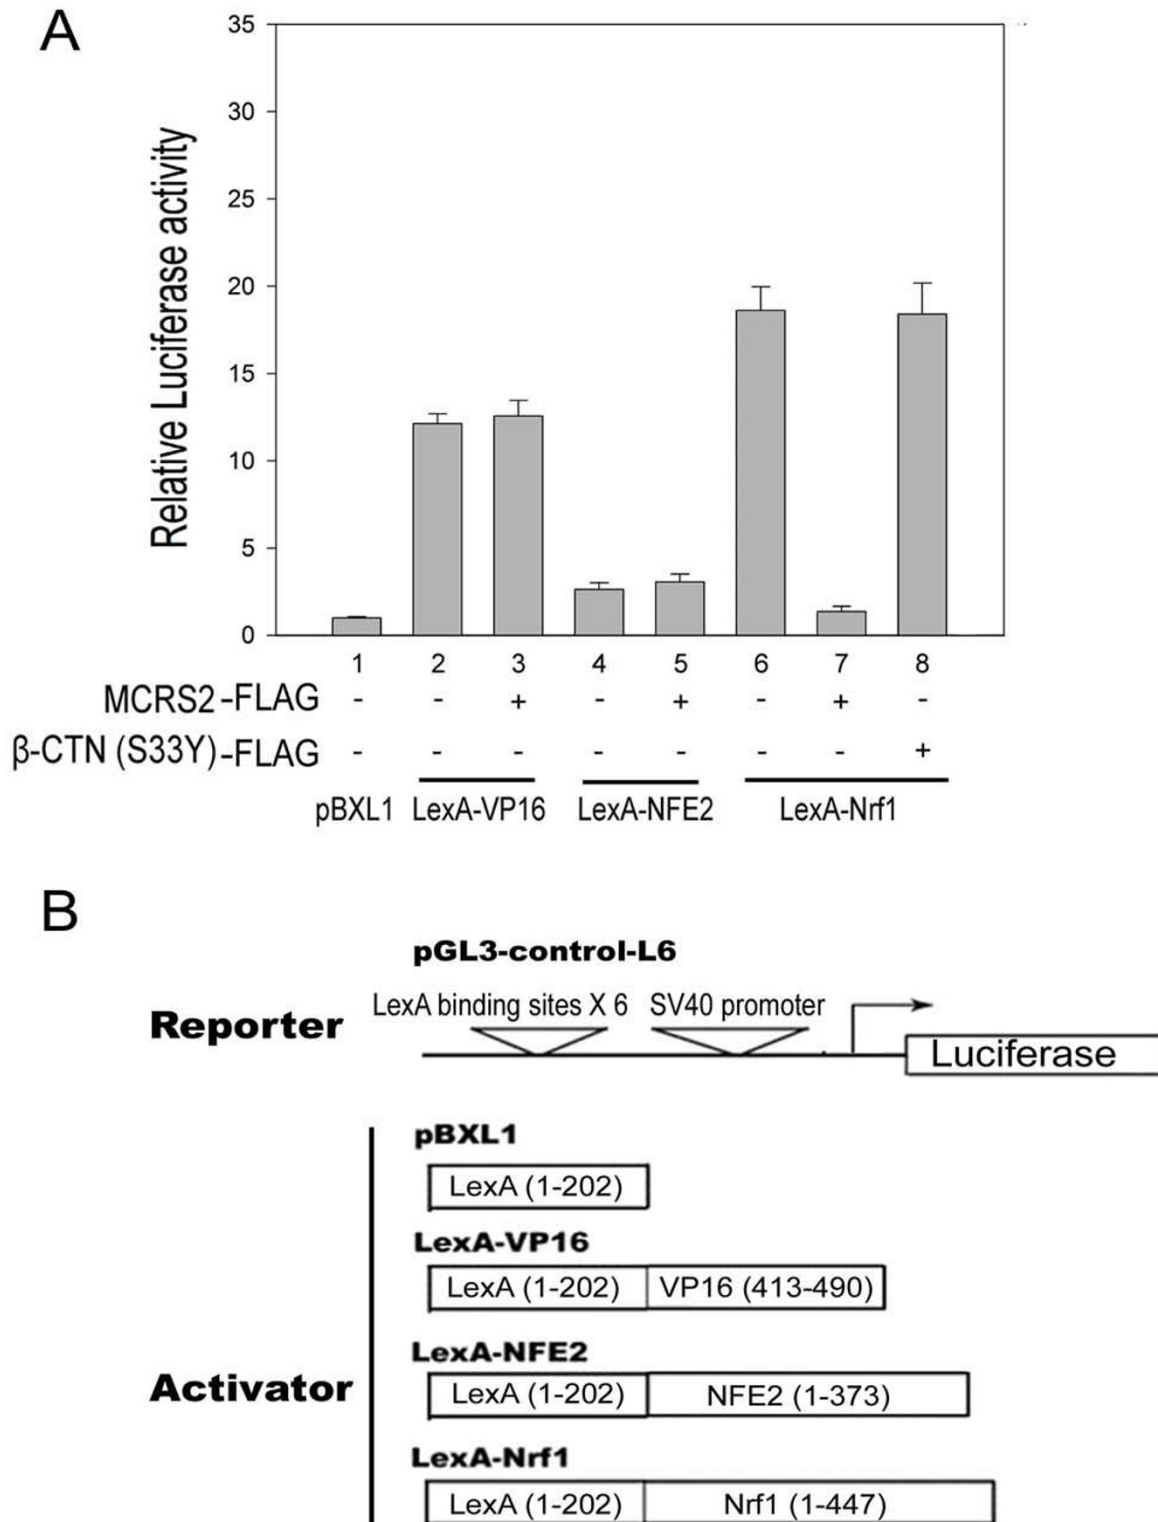 A
Relative Luciferase activity
35
30
25
20
15
10
5
0
1 2 3 4 5 6 7 8
MCRS2-FLAG - - + - + - + -
β-CTN (S33Y)-FLAG - - - - - - - +
pBXL1 LexA-VP16 LexA-NFE2 LexA-Nrf1
B
pGL3-control-L6
LexA binding sites X 6 SV40 promoter
Reporter
Luciferase
pBXL1
LexA (1-202)
LexA-VP16
LexA (1-202) VP16 (413-490)
LexA-NFE2
Activator
LexA (1-202) NFE2 (1-373)
LexA-Nrf1
LexA (1-202) Nrf1 (1-447)